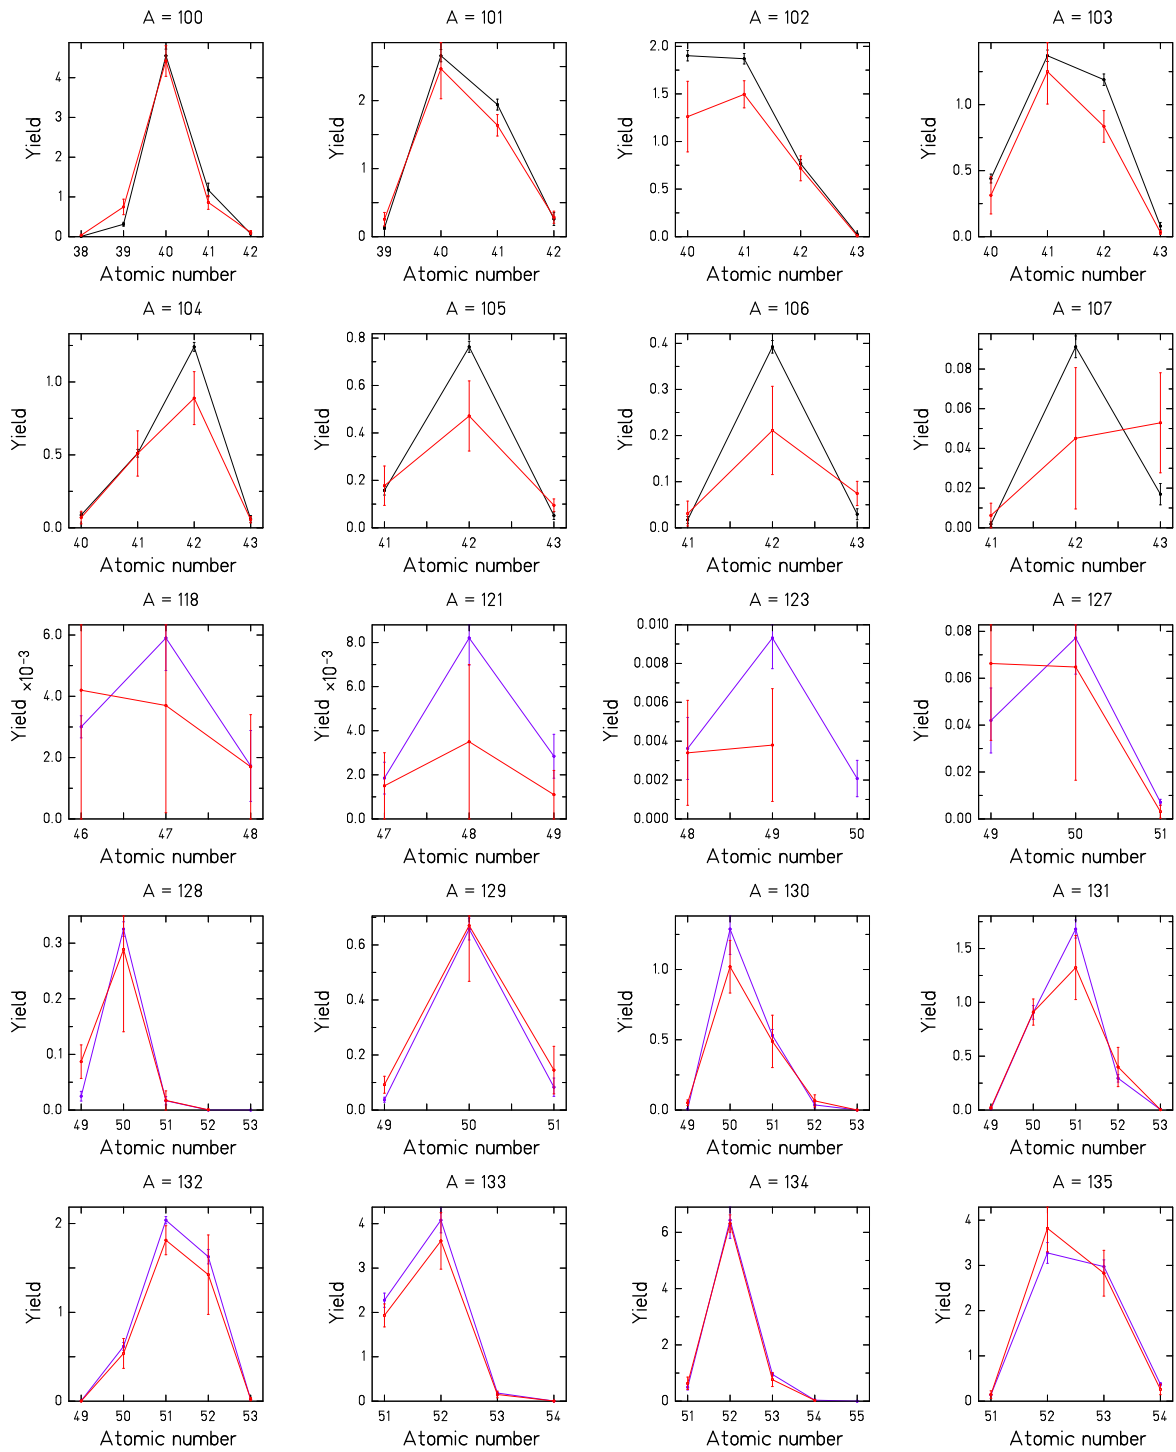 A = 100
A = 101
A = 102
A = 103
Yield
4
3
2
1
0
38 39 40 41 42
Atomic number
Yield
2
1
0
39 40 41 42
Atomic number
Yield
2.0
1.5
1.0
0.5
0.0
40 41 42 43
Atomic number
Yield
1.0
0.5
0.0
40 41 42 43
Atomic number
A = 104
A = 105
A = 106
A = 107
Yield
1.0
0.5
0.0
40 41 42 43
Atomic number
Yield
0.8
0.6
0.4
0.2
0.0
41 42 43
Atomic number
Yield
0.4
0.3
0.2
0.1
0.0
41 42 43
Atomic number
Yield
0.08
0.06
0.04
0.02
0.00
41 42 43
Atomic number
A = 118
A = 121
A = 123
A = 127
Yield ×10⁻³
6.0
4.0
2.0
0.0
46 47 48
Atomic number
Yield ×10⁻³
8.0
6.0
4.0
2.0
0.0
47 48 49
Atomic number
Yield
0.010
0.008
0.006
0.004
0.002
0.000
48 49 50
Atomic number
Yield
0.08
0.06
0.04
0.02
0.00
49 50 51
Atomic number
A = 128
A = 129
A = 130
A = 131
Yield
0.3
0.2
0.1
0.0
49 50 51 52 53
Atomic number
Yield
0.6
0.4
0.2
0.0
49 50 51
Atomic number
Yield
1.0
0.5
0.0
49 50 51 52 53
Atomic number
Yield
1.5
1.0
0.5
0.0
49 50 51 52 53
Atomic number
A = 132
A = 133
A = 134
A = 135
Yield
2
1
0
49 50 51 52 53
Atomic number
Yield
4
3
2
1
0
51 52 53 54
Atomic number
Yield
6
4
2
0
51 52 53 54 55
Atomic number
Yield
4
3
2
1
0
51 52 53 54
Atomic number